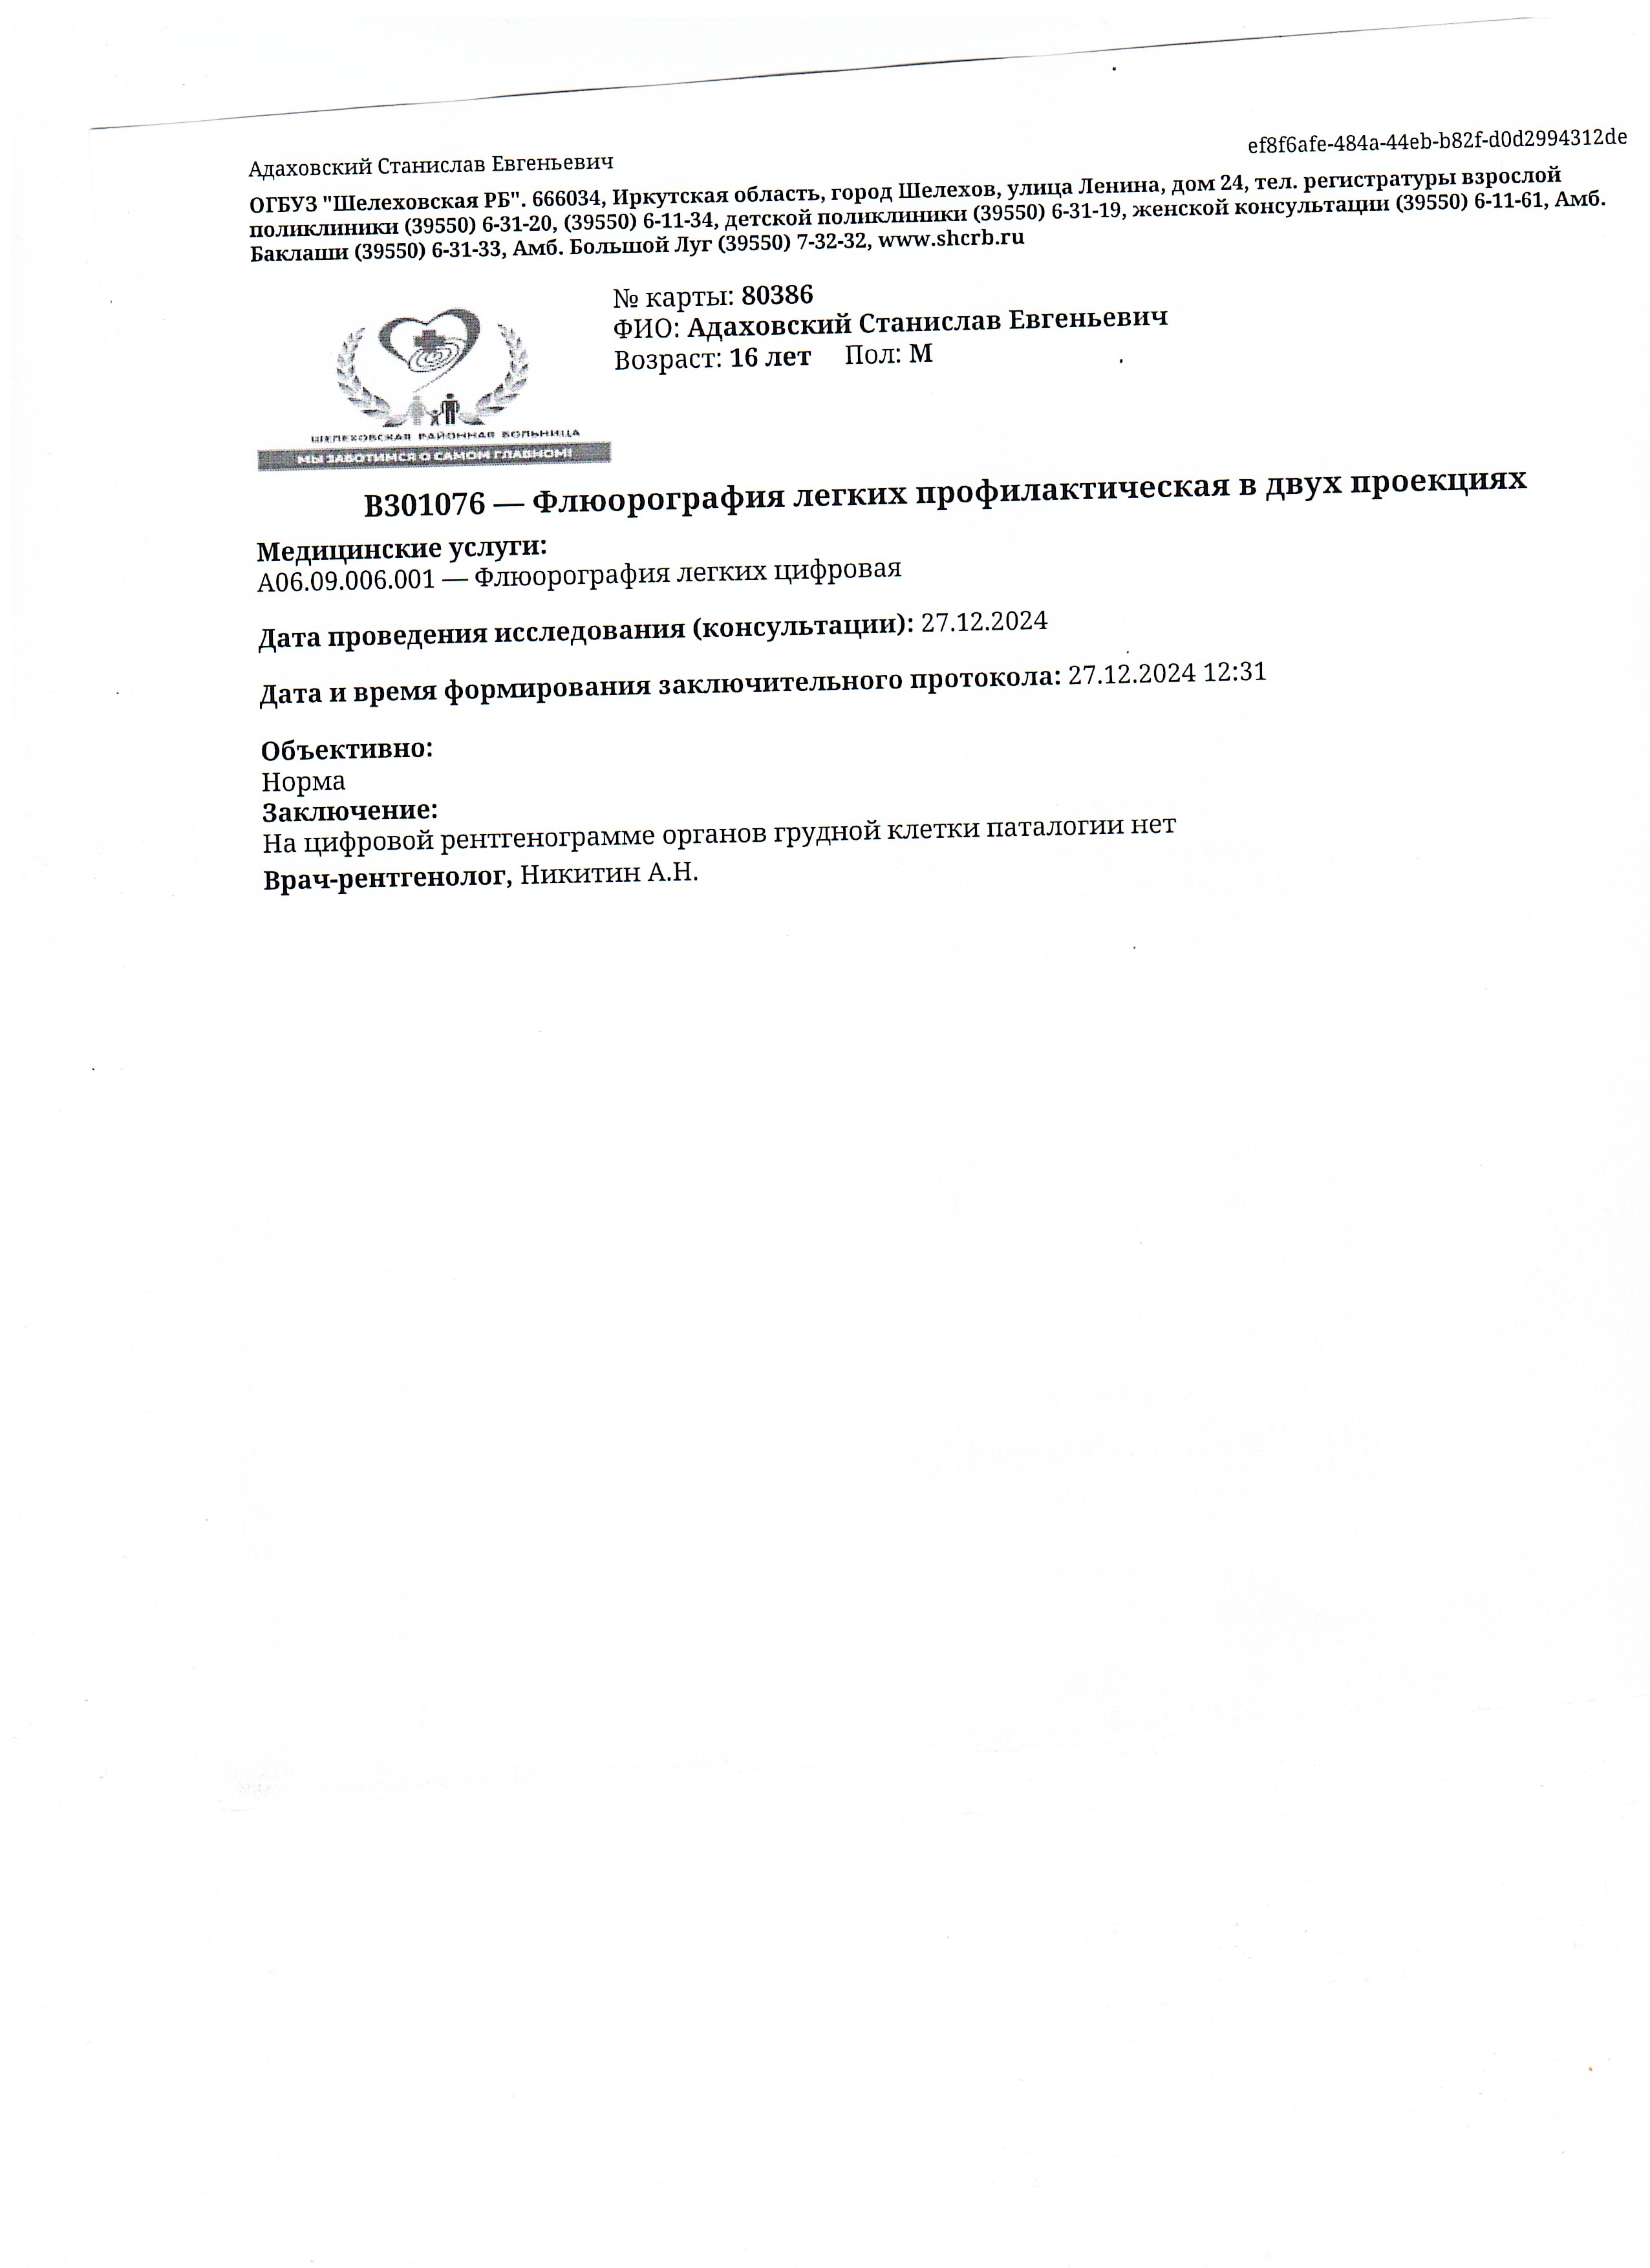 Адаховский Станислав Евгеньевич
ef8f6afe-484a-44eb-b82f-d0d2994312de
ОГБУЗ "Шелеховская РБ". 666034, Иркутская область, город Шелехов, улица Ленина, дом 24, тел. регистратуры взрослой
поликлиники (39550) 6-31-20, (39550) 6-11-34, детской поликлиники (39550) 6-31-19, женской консультации (39550) 6-11-61, Амб.
Баклаши (39550) 6-31-33, Амб. Большой Луг (39550) 7-32-32, www.shcrb.ru
ШЕЛЕХОВСКАЯ РАЙОННАЯ БОЛЬНИЦА
МЫ ЗАБОТИМСЯ О САМОМ ГЛАВНОМ!
№ карты: 80386
ФИО: Адаховский Станислав Евгеньевич
Возраст: 16 лет Пол: М
В301076 — Флюорография легких профилактическая в двух проекциях
Медицинские услуги:
А06.09.006.001 — Флюорография легких цифровая
Дата проведения исследования (консультации): 27.12.2024
Дата и время формирования заключительного протокола: 27.12.2024 12:31
Объективно:
Норма
Заключение:
На цифровой рентгенограмме органов грудной клетки паталогии нет
Врач-рентгенолог, Никитин А.Н.